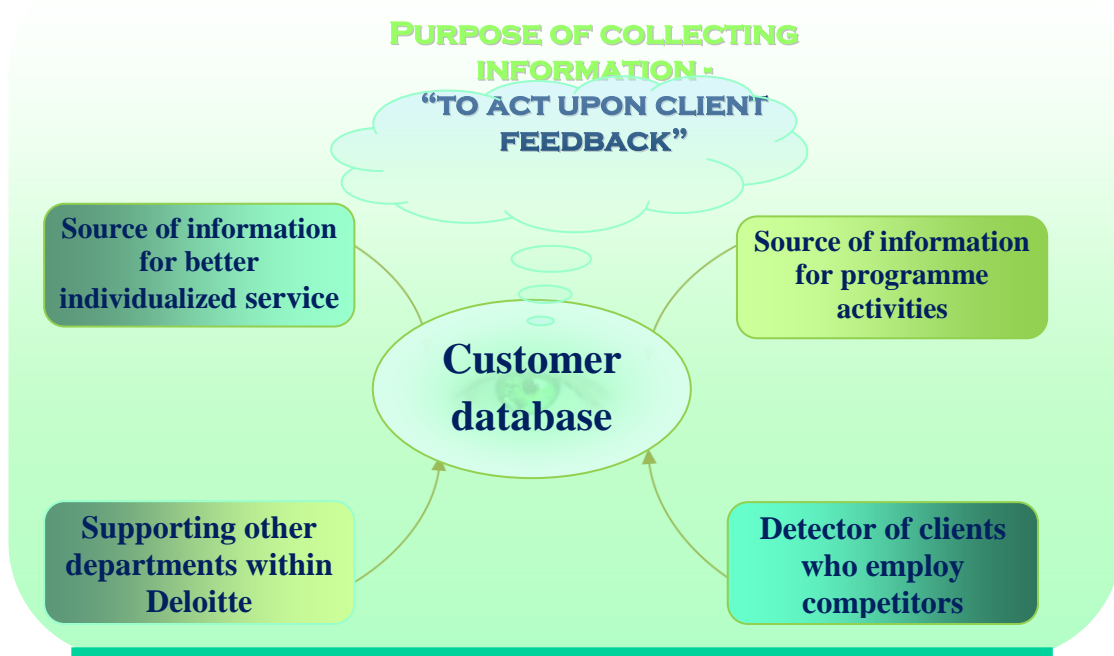 PURPOSE OF COLLECTING
INFORMATION -
“TO ACT UPON CLIENT
FEEDBACK”
Source of information
for better
individualized service
Source of information
for programme
activities
Customer
database
Supporting other
departments within
Deloitte
Detector of clients
who employ
competitors